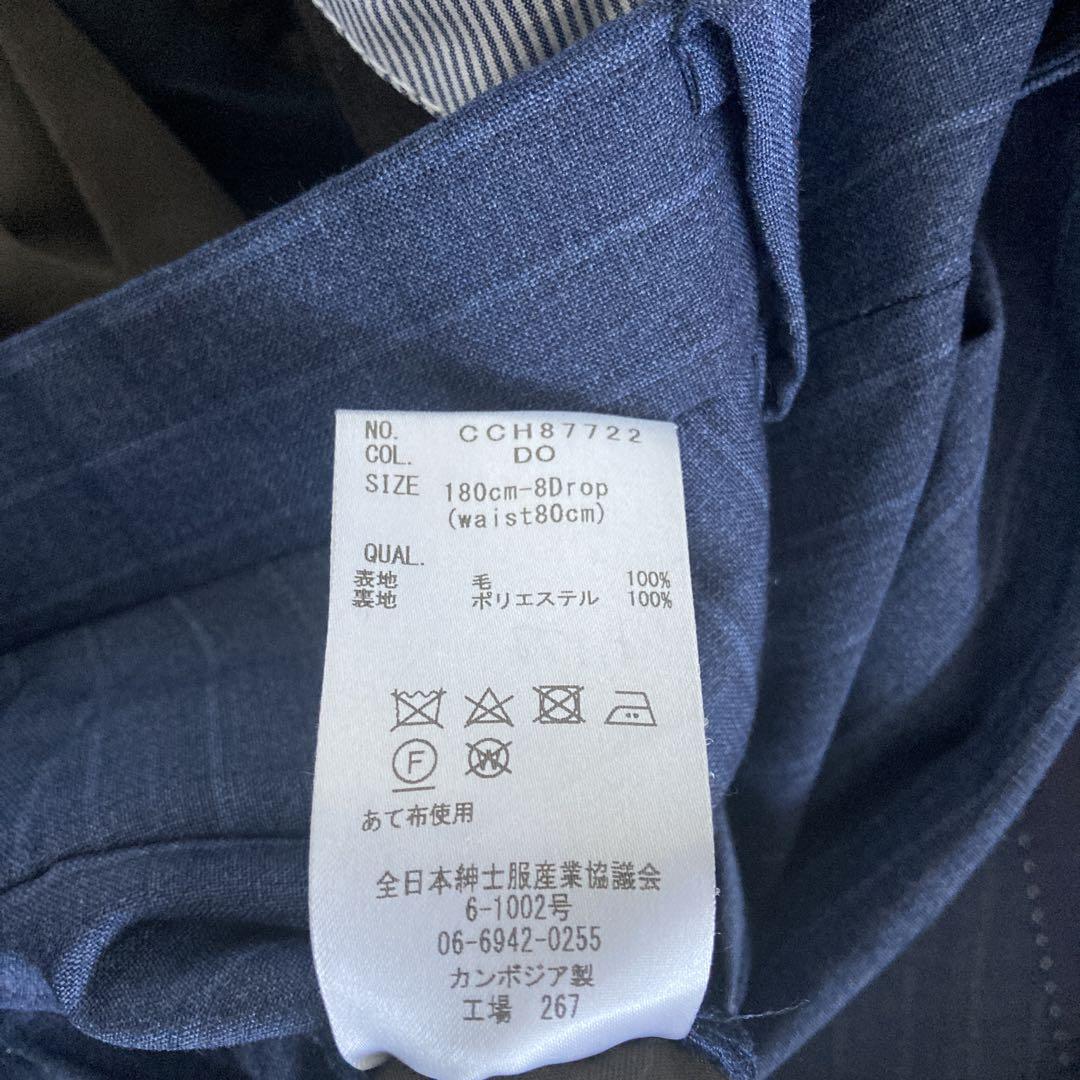 NO. CCH87722
COL. DO
SIZE 180cm-8Drop
(waist80cm)
QUAL.
表地 毛 100%
裏地 ポリエステル 100%
F W
あて布使用
全日本紳士服産業協議会
6-1002号
06-6942-0255
カンボジア製
工場 267